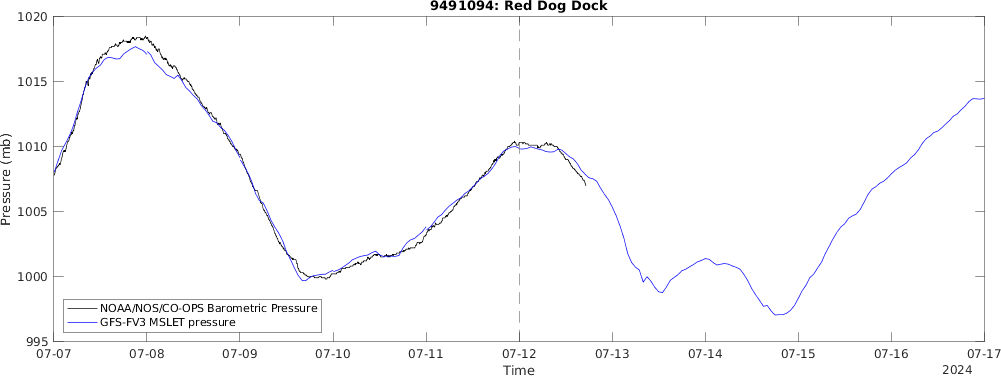 9491094: Red Dog Dock
1020
1015
1010
1005
1000
995
Pressure (mb)
NOAA/NOS/CO-OPS Barometric Pressure
GFS-FV3 MSLET pressure
07-07 07-08 07-09 07-10 07-11 07-12 07-13 07-14 07-15 07-16 07-17
Time
2024